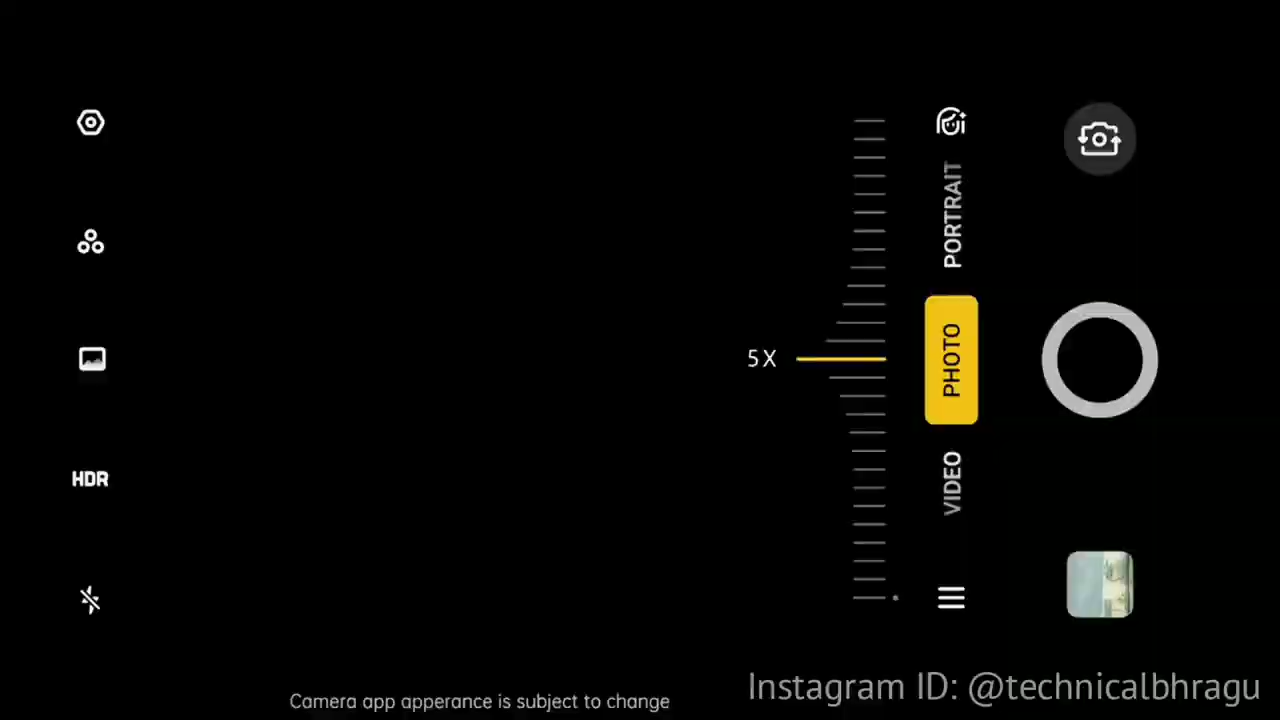 PORTRAIT
5X
PHOTO
HDR
VIDEO
Instagram ID: @technicalbhragu
Camera app apperance is subject to change